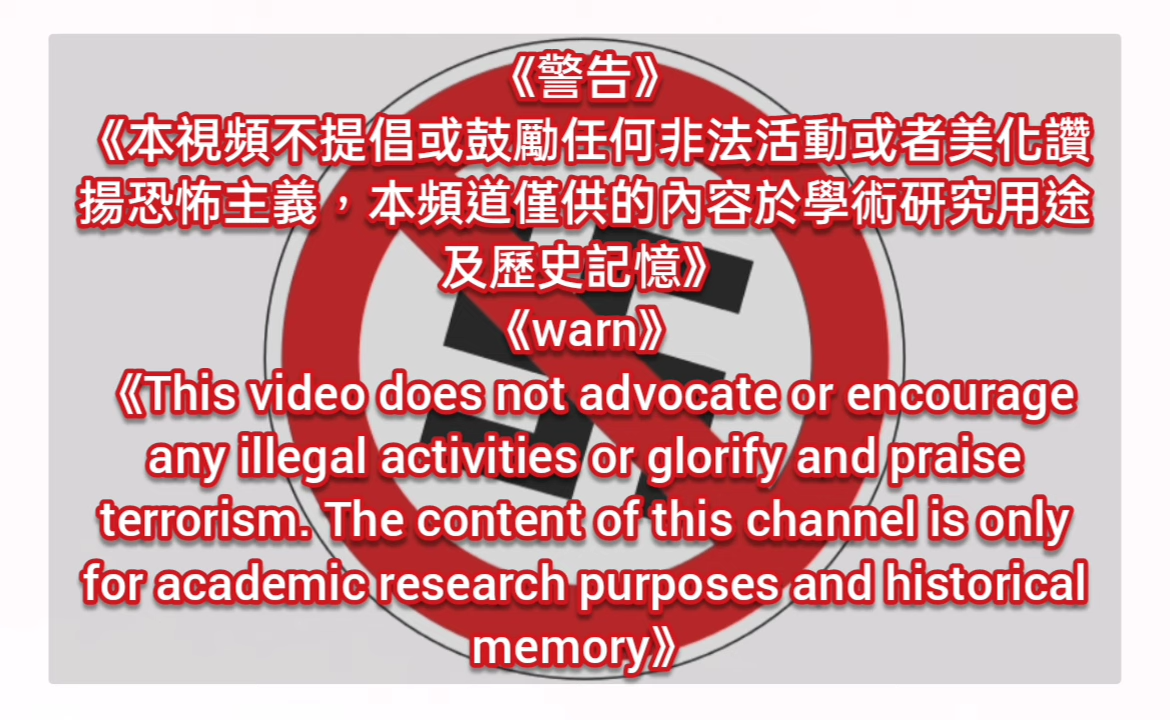 《警告》
《本視頻不提倡或鼓勵任何非法活動或者美化讚
揚恐怖主義，本頻道僅供的內容於學術研究用途
及歷史記憶》
《warn》
《This video does not advocate or encourage
any illegal activities or glorify and praise
terrorism. The content of this channel is only
for academic research purposes and historical
memory》